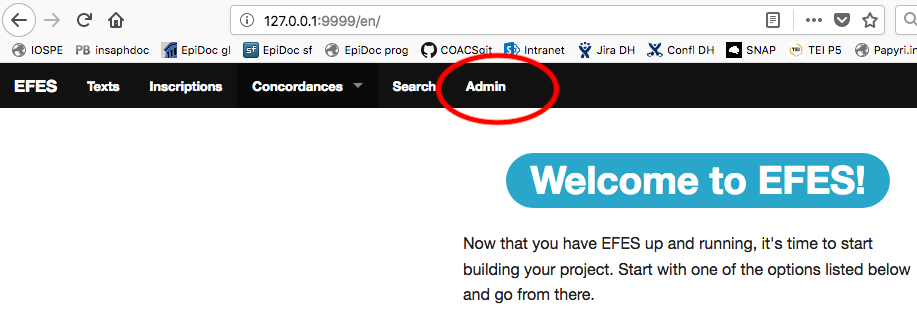 127.0.0.1:9999/en/
IOSPE PB insaphdoc EpiDoc gl sf EpiDoc sf EpiDoc prog COACSgit Intranet Jira DH Confl DH SNAP TEI TEI P5 Papyri.in
EFES Texts Inscriptions Concordances Search Admin
Welcome to EFES!
Now that you have EFES up and running, it's time to start
building your project. Start with one of the options listed below
and go from there.